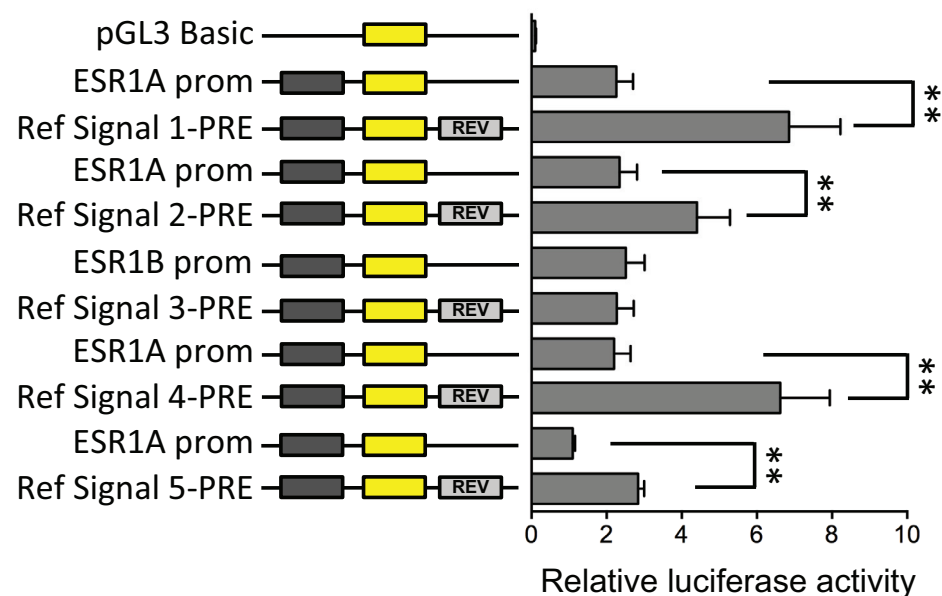 pGL3 Basic
ESR1A prom
**
Ref Signal 1-PRE REV
ESR1A prom
**
Ref Signal 2-PRE REV
ESR1B prom
Ref Signal 3-PRE REV
ESR1A prom
**
Ref Signal 4-PRE REV
ESR1A prom
**
Ref Signal 5-PRE REV
0 2 4 6 8 10
Relative luciferase activity